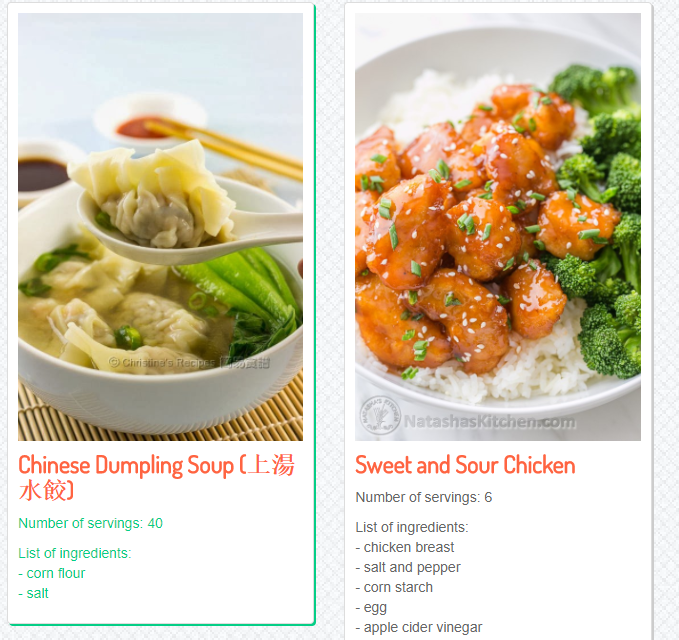 © Christina's Recipes
Chinese Dumpling Soup (上湯
水餃)
Number of servings: 40
List of ingredients:
- corn flour
- salt
NatashasKitchen.com
Sweet and Sour Chicken
Number of servings: 6
List of ingredients:
- chicken breast
- salt and pepper
- corn starch
- egg
- apple cider vinegar